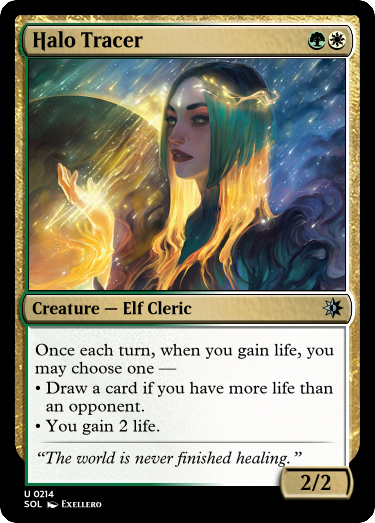 Halo Tracer
Creature — Elf Cleric
Once each turn, when you gain life, you
may choose one —
• Draw a card if you have more life than
an opponent.
• You gain 2 life.
“The world is never finished healing.”
2/2
U 0214
SOL Exellero